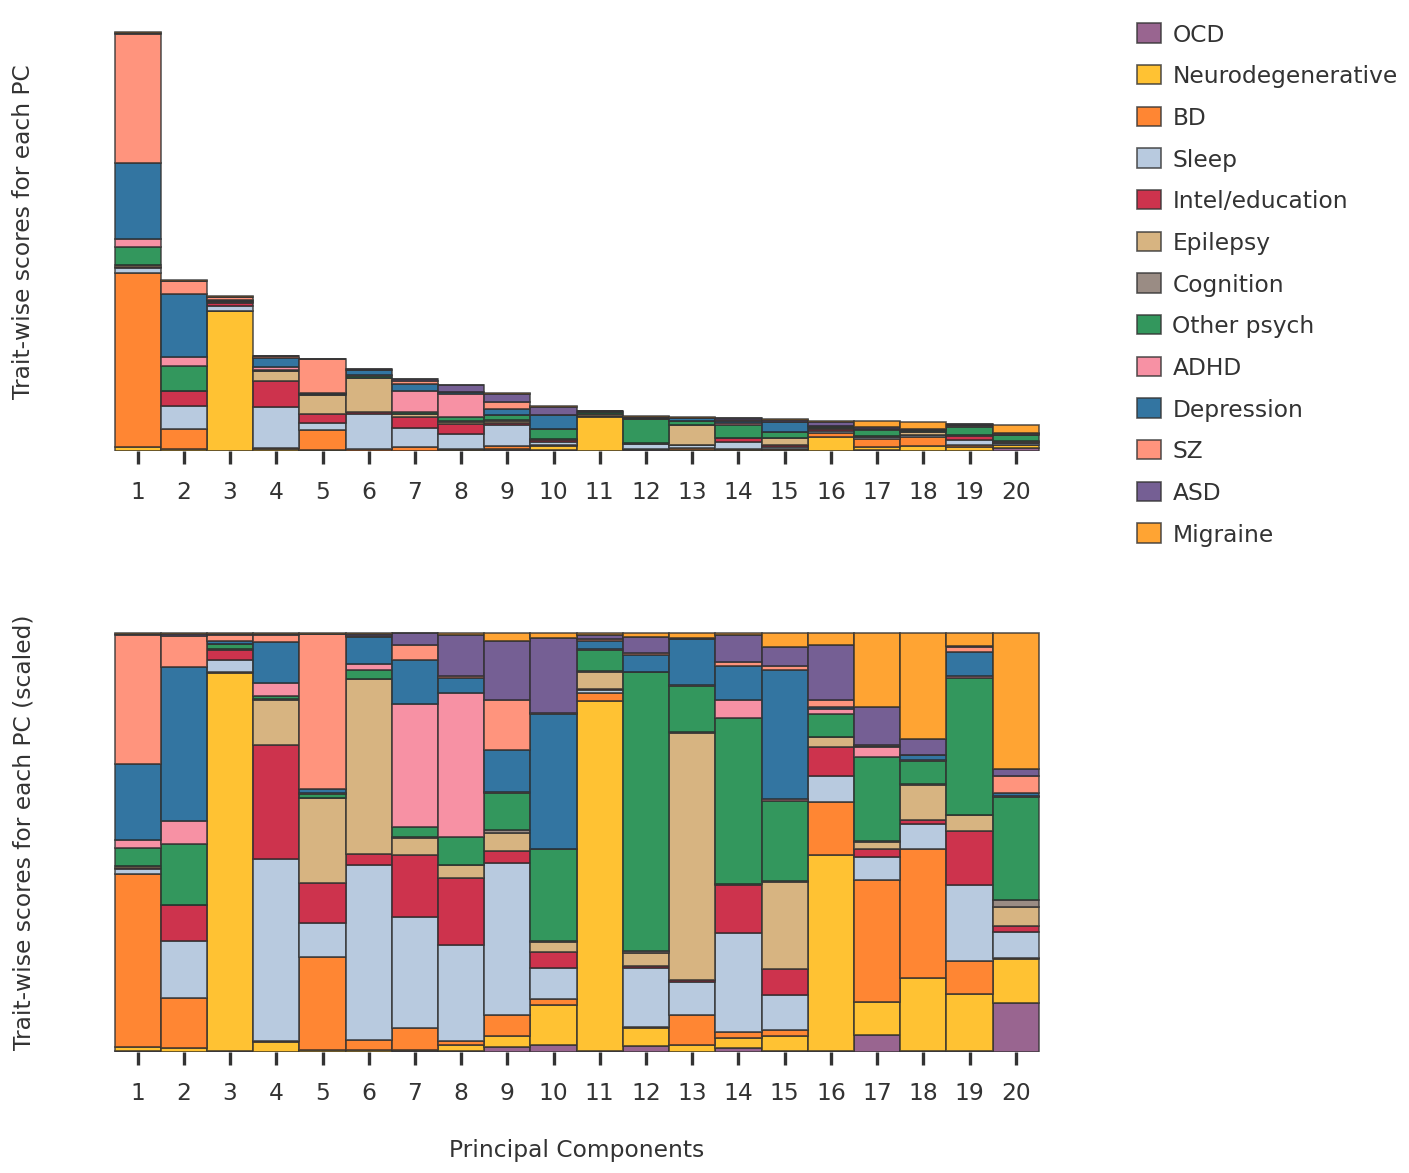 Trait-wise scores for each PC
1 2 3 4 5 6 7 8 9 10 11 12 13 14 15 16 17 18 19 20
OCD
Neurodegenerative
BD
Sleep
Intel/education
Epilepsy
Cognition
Other psych
ADHD
Depression
SZ
ASD
Migraine
Trait-wise scores for each PC (scaled)
1 2 3 4 5 6 7 8 9 10 11 12 13 14 15 16 17 18 19 20
Principal Components